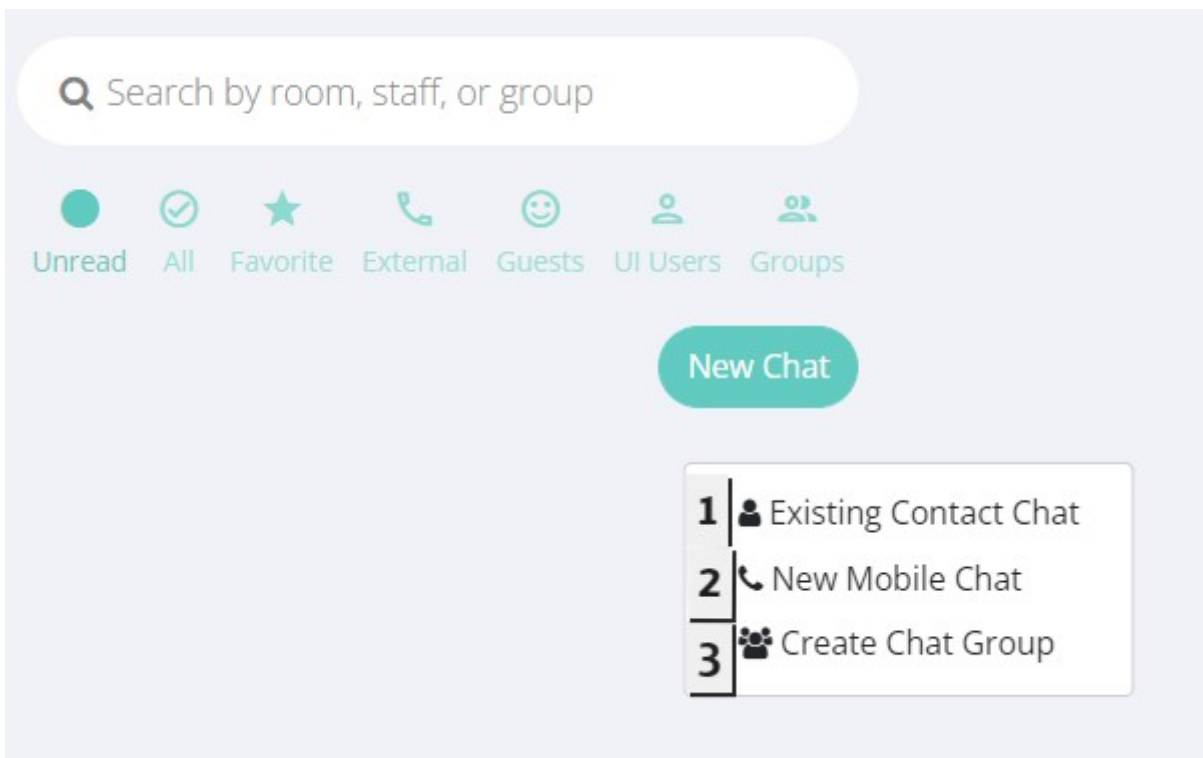 Search by room, staff, or group
Unread All Favorite External Guests UI Users Groups
New Chat
1 Existing Contact Chat
2 New Mobile Chat
3 Create Chat Group